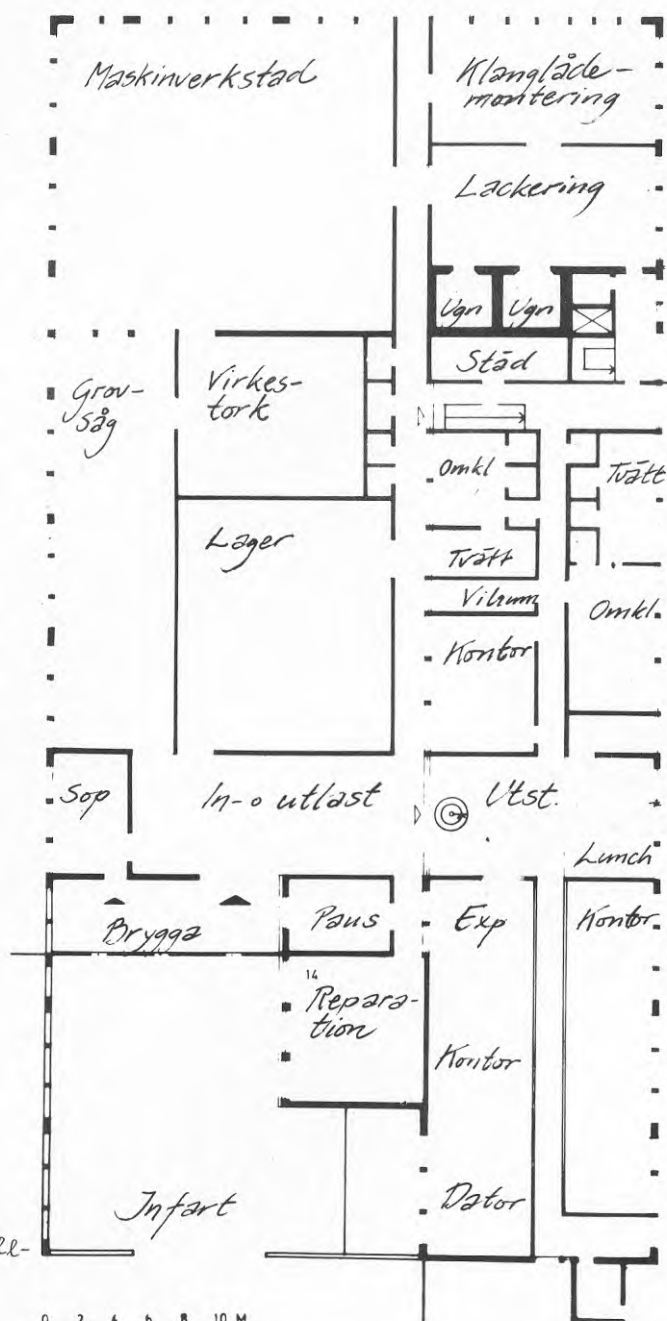 Maskinverkstad
Klanglåde-
montering
Lackering
Ugn
Ugn
Städ
Grov-
såg
Virkes-
tork
Omkl
Tvätt
Lager
Tvätt
Vilrum
Omkl.
Kontor
Sop
In- o utlast
Utst.
Lunch
Brygga
Paus
Exp
Kontor
14
Repara-
tion
Kontor
Infart
Dator
0 2 4 6 8 10 M